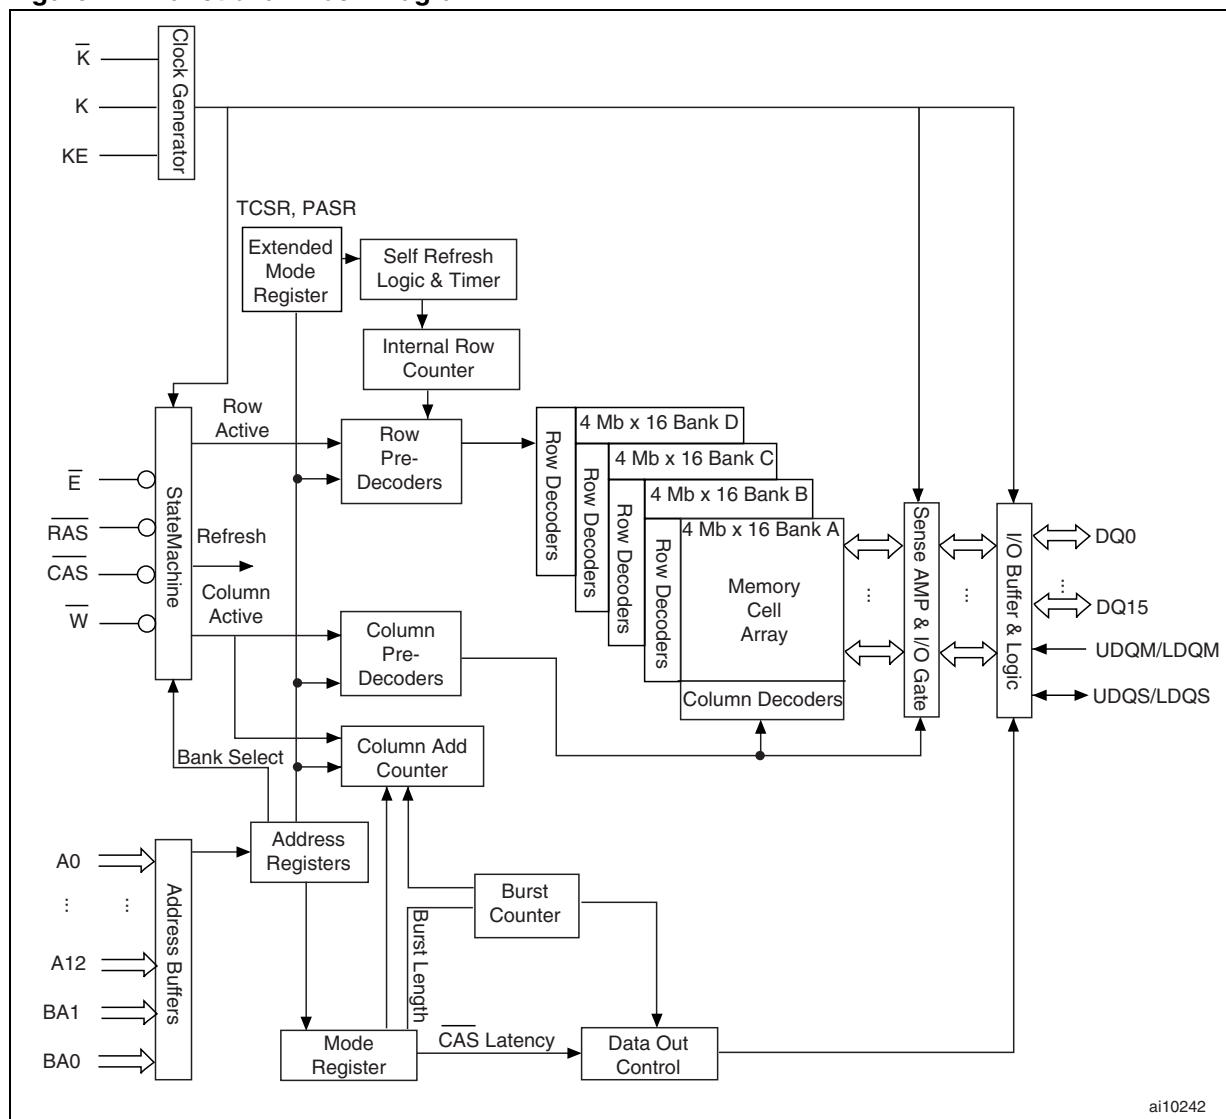 K̅
K
KE
Clock Generator
TCSR, PASR
Extended
Mode
Register
Self Refresh
Logic & Timer
Internal Row
Counter
Row
Active
Row
Pre-
Decoders
E̅
R̅A̅S̅
C̅A̅S̅
W̅
StateMachine
Refresh
Column
Active
Column
Pre-
Decoders
Row Decoders
4 Mb x 16 Bank D
Row Decoders
4 Mb x 16 Bank C
Row Decoders
4 Mb x 16 Bank B
Row Decoders
4 Mb x 16 Bank A
Memory
Cell
Array
Column Decoders
...
Sense AMP & I/O Gate
...
I/O Buffer & Logic
DQ0
...
DQ15
UDQM/LDQM
UDQS/LDQS
Bank Select
Column Add
Counter
Address
Registers
A0
... ...
A12
BA1
BA0
Address Buffers
Burst
Counter
Burst Length
Mode
Register
C̅A̅S̅ Latency
Data Out
Control
ai10242